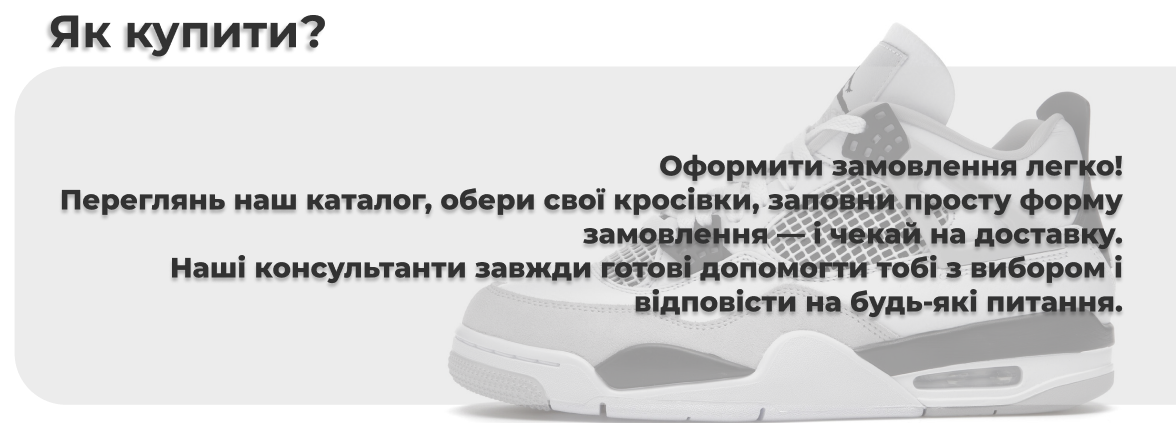 Як купити?
Оформити замовлення легко!
Переглянь наш каталог, обери свої кросівки, заповни просту форму
замовлення — і чекай на доставку.
Наші консультанти завжди готові допомогти тобі з вибором і
відповісти на будь-які питання.